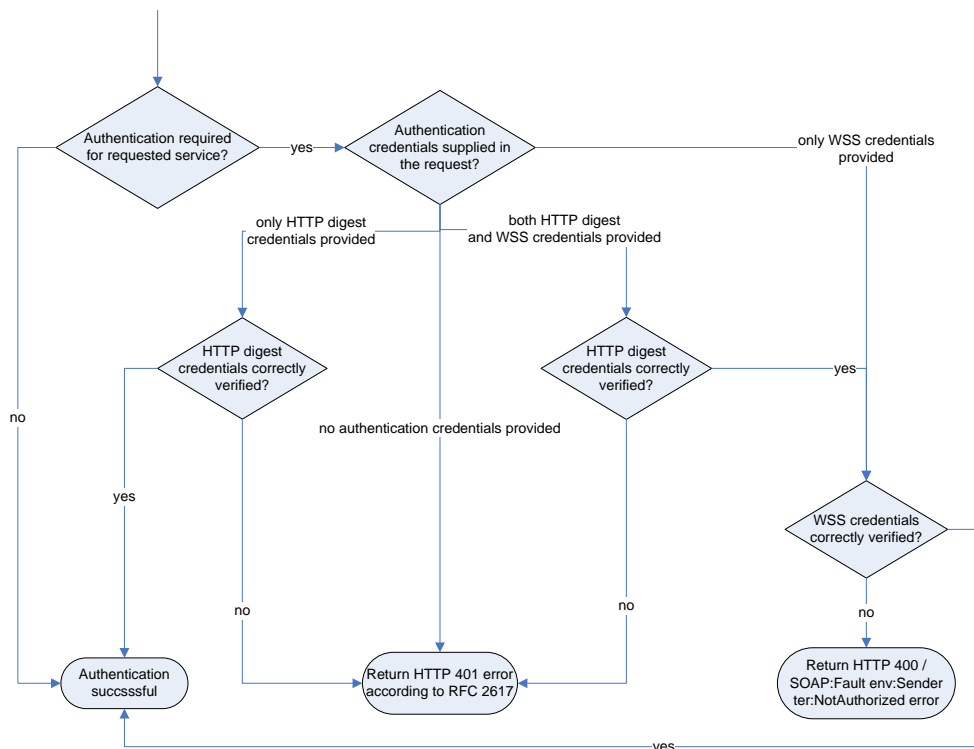 Authentication required
for requested service?
yes
Authentication
credentials supplied in
the request?
only WSS credentials
provided
only HTTP digest
credentials provided
both HTTP digest
and WSS credentials provided
HTTP digest
credentials correctly
verified?
HTTP digest
credentials correctly
verified?
yes
no
no authentication credentials provided
yes
WSS credentials
correctly verified?
no
no
no
Authentication
succsssful
Return HTTP 401 error
according to RFC 2617
Return HTTP 400 /
SOAP:Fault env:Sender
ter:NotAuthorized error
yes